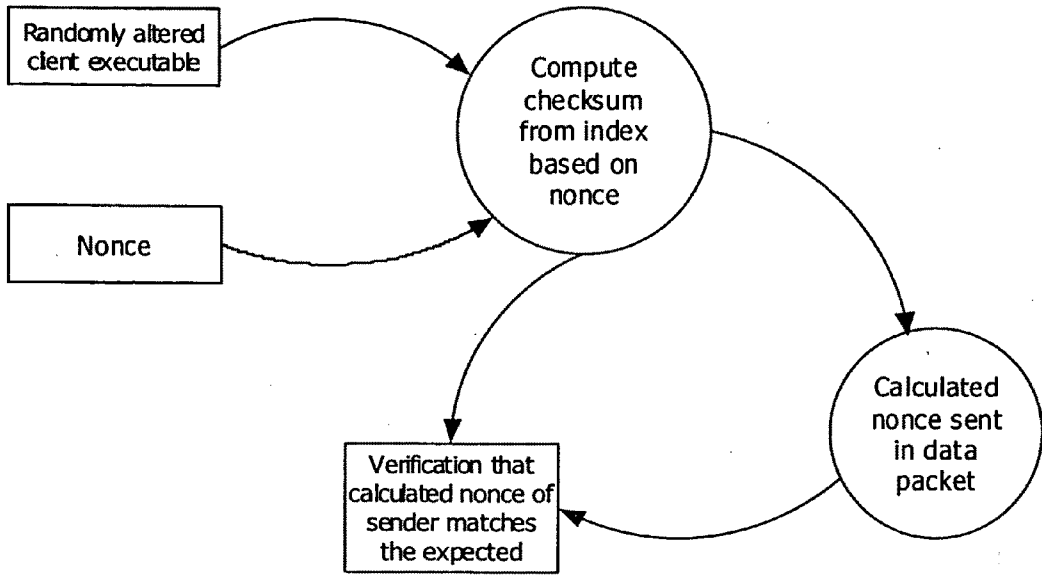 Randomly altered
client executable
Compute
checksum
from index
based on
nonce
Nonce
Calculated
nonce sent
in data
packet
Verification that
calculated nonce of
sender matches
the expected